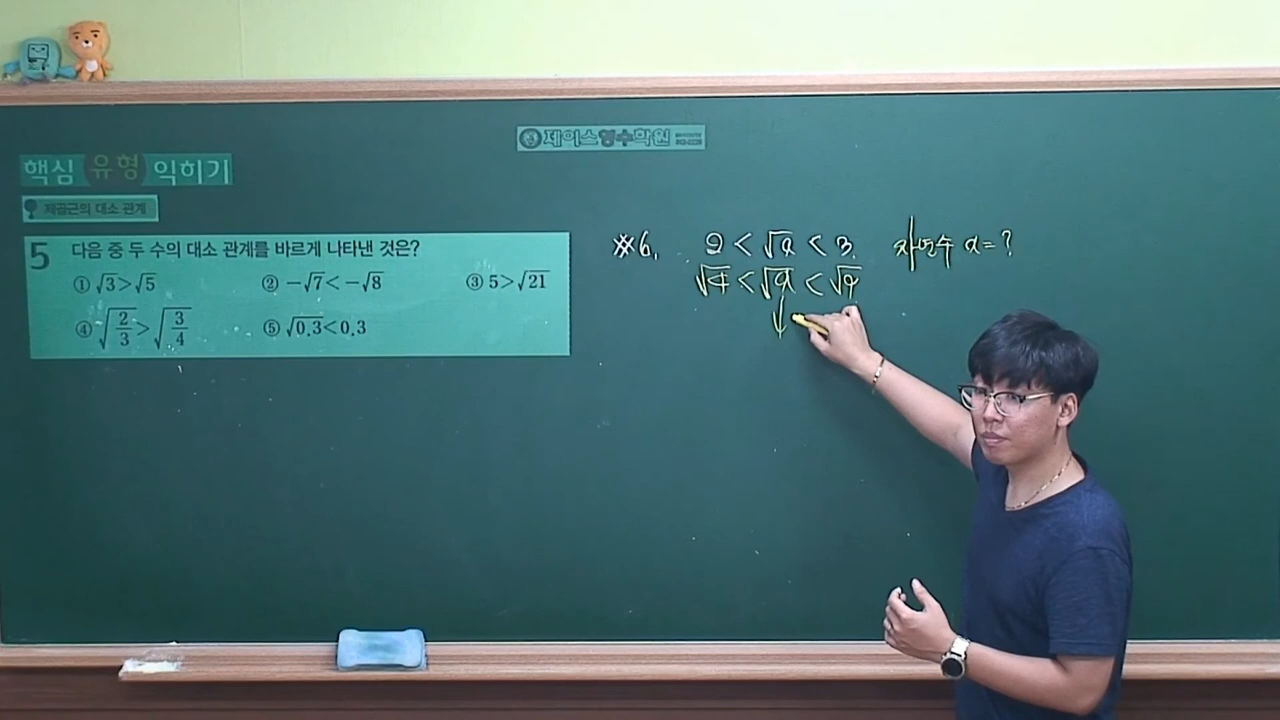 제이스영수학원
핵심 유형 익히기
제곱근의 대소 관계
5 다음 중 두 수의 대소 관계를 바르게 나타낸 것은?
① √3>√5 ② -√7<-√8 ③ 5>√21
④ √(2/3)>√(3/4) ⑤ √0.3<0.3
※6. 2<√a<3. 자연수 a=?
√4<√a<√9
↓